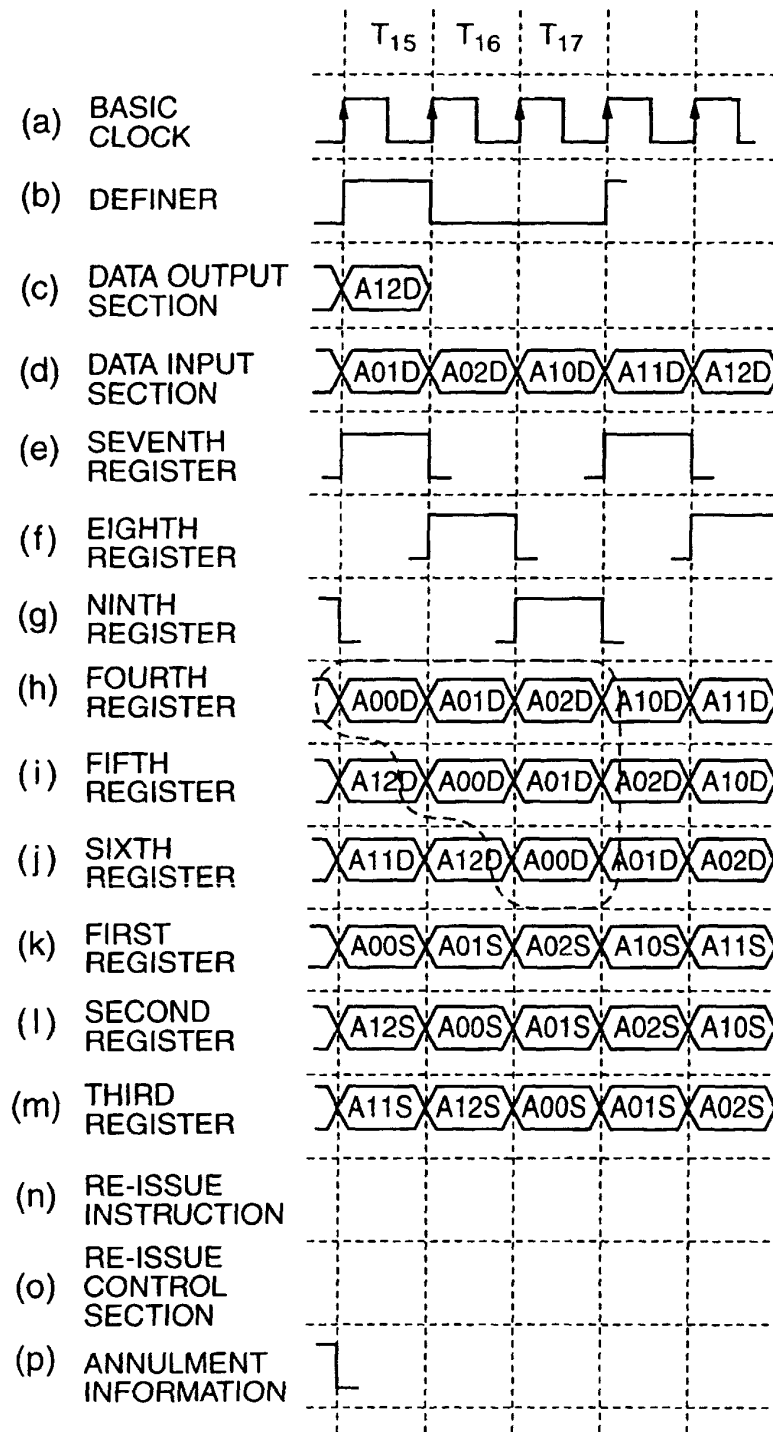 T15 T16 T17
(a) BASIC CLOCK
(b) DEFINER
(c) DATA OUTPUT SECTION A12D
(d) DATA INPUT SECTION A01D A02D A10D A11D A12D
(e) SEVENTH REGISTER
(f) EIGHTH REGISTER
(g) NINTH REGISTER
(h) FOURTH REGISTER A00D A01D A02D A10D A11D
(i) FIFTH REGISTER A12D A00D A01D A02D A10D
(j) SIXTH REGISTER A11D A12D A00D A01D A02D
(k) FIRST REGISTER A00S A01S A02S A10S A11S
(l) SECOND REGISTER A12S A00S A01S A02S A10S
(m) THIRD REGISTER A11S A12S A00S A01S A02S
(n) RE-ISSUE INSTRUCTION
(o) RE-ISSUE CONTROL SECTION
(p) ANNULMENT INFORMATION